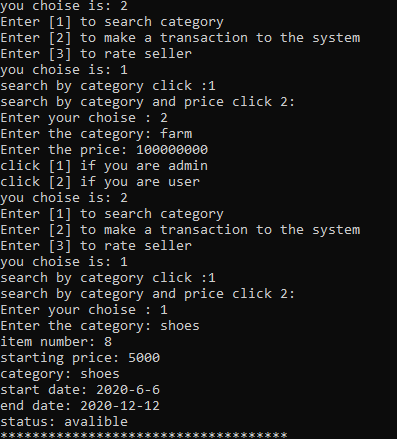 you choise is: 2
Enter [1] to search category
Enter [2] to make a transaction to the system
Enter [3] to rate seller
you choise is: 1
search by category click :1
search by category and price click 2:
Enter your choise : 2
Enter the category: farm
Enter the price: 100000000
click [1] if you are admin
click [2] if you are user
you choise is: 2
Enter [1] to search category
Enter [2] to make a transaction to the system
Enter [3] to rate seller
you choise is: 1
search by category click :1
search by category and price click 2:
Enter your choise : 1
Enter the category: shoes
item number: 8
starting price: 5000
category: shoes
start date: 2020-6-6
end date: 2020-12-12
status: avalible
************************************